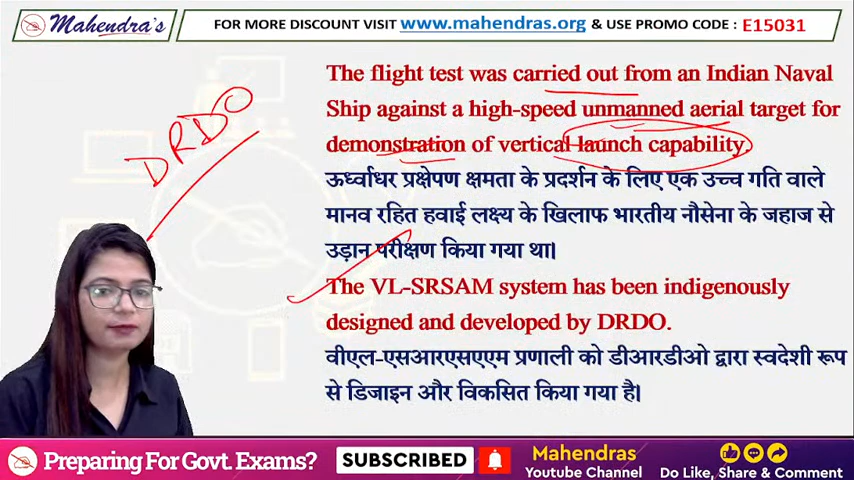 Mahendra's
FOR MORE DISCOUNT VISIT www.mahendras.org & USE PROMO CODE : E15031
DRDO
The flight test was carried out from an Indian Naval
Ship against a high-speed unmanned aerial target for
demonstration of vertical launch capability.
ऊर्ध्वाधर प्रक्षेपण क्षमता के प्रदर्शन के लिए एक उच्च गति वाले
मानव रहित हवाई लक्ष्य के खिलाफ भारतीय नौसेना के जहाज से
उड़ान परीक्षण किया गया था।
The VL-SRSAM system has been indigenously
designed and developed by DRDO.
वीएल-एसआरएसएएम प्रणाली को डीआरडीओ द्वारा स्वदेशी रूप
से डिजाइन और विकसित किया गया है।
Preparing For Govt. Exams?
SUBSCRIBED
Mahendras
Youtube Channel
Do Like, Share & Comment